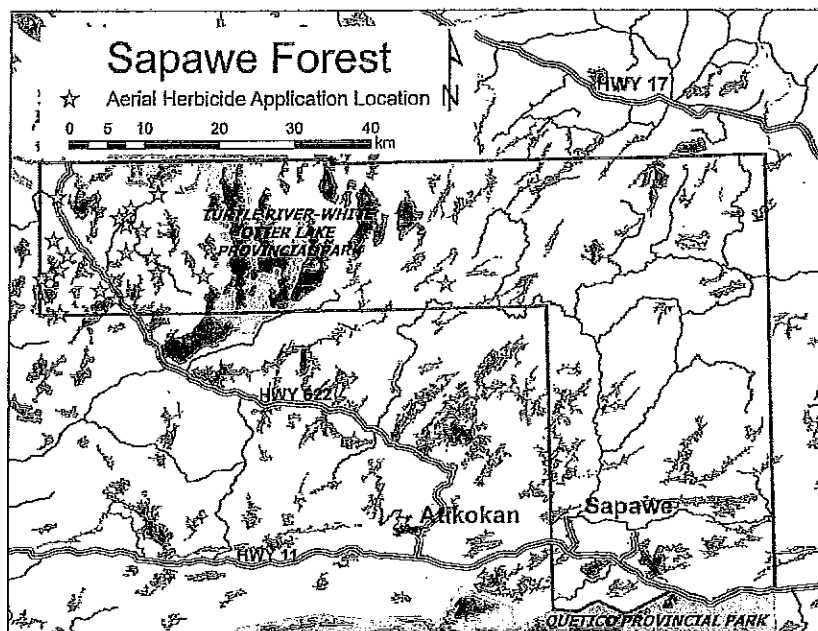 Sapawe Forest
☆ Aerial Herbicide Application Location
N
0 5 10 20 30 40
km
HWY 17
TURTLE RIVER-WHITE
OTTER LAKE
PROVINCIAL PARK
HWY 622
Atikokan
Sapawe
HWY 11
QUETICO PROVINCIAL PARK